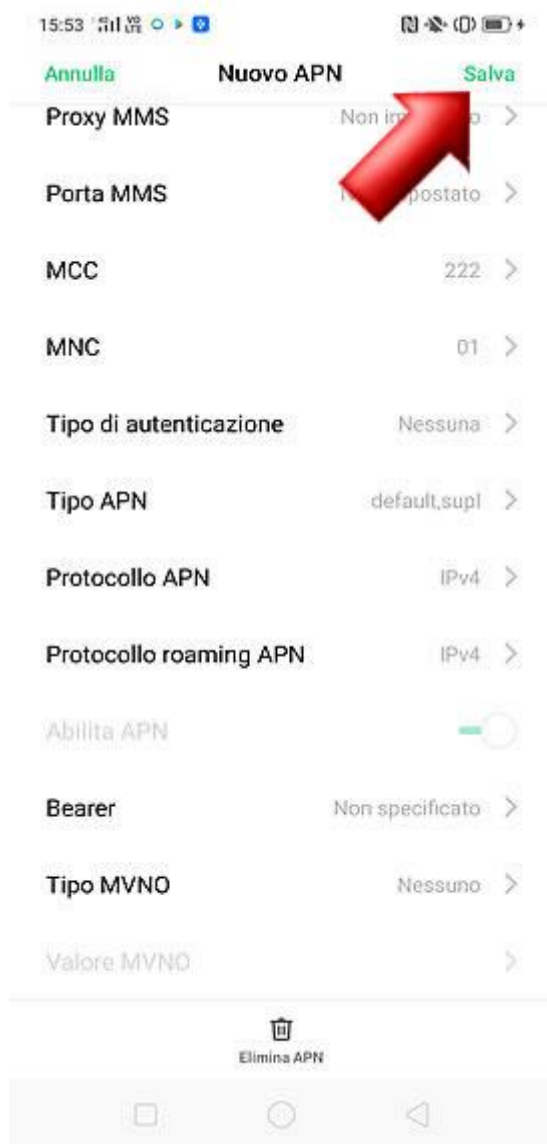 15:53
Annulla Nuovo APN Salva
Proxy MMS Non
Porta MMS
MCC 222
MNC 01
Tipo di autenticazione Nessuna
Tipo APN default,supl
Protocollo APN IPv4
Protocollo roaming APN IPv4
Abilita APN
Bearer Non specificato
Tipo MVNO Nessuno
Valore MVNO
Elimina APN